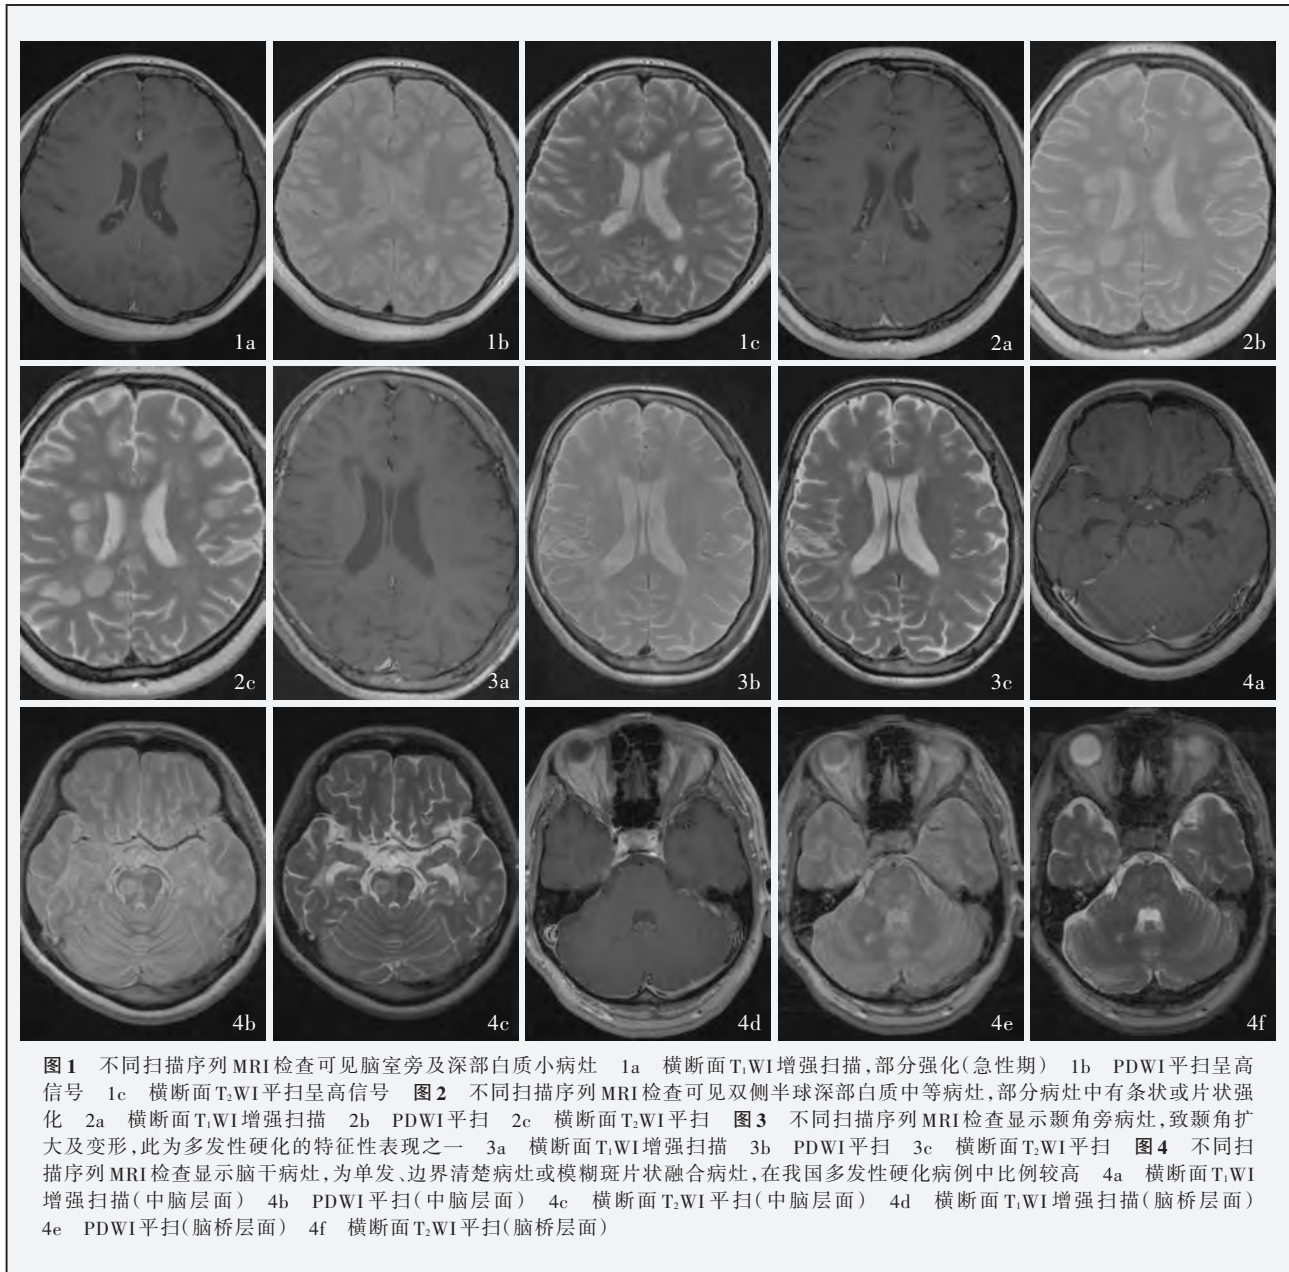 1a
1b
1c
2a
2b
2c
3a
3b
3c
4a
4b
4c
4d
4e
4f
图1 不同扫描序列MRI检查可见脑室旁及深部白质小病灶 1a 横断面T₁WI增强扫描,部分强化(急性期) 1b PDWI平扫呈高
信号 1c 横断面T₂WI平扫呈高信号 图2 不同扫描序列MRI检查可见双侧半球深部白质中等病灶,部分病灶中有条状或片状强
化 2a 横断面T₁WI增强扫描 2b PDWI平扫 2c 横断面T₂WI平扫 图3 不同扫描序列MRI检查显示颞角旁病灶,致颞角扩
大及变形,此为多发性硬化的特征性表现之一 3a 横断面T₁WI增强扫描 3b PDWI平扫 3c 横断面T₂WI平扫 图4 不同扫
描序列MRI检查显示脑干病灶,为单发、边界清楚病灶或模糊斑片状融合病灶,在我国多发性硬化病例中比例较高 4a 横断面T₁WI
增强扫描(中脑层面) 4b PDWI平扫(中脑层面) 4c 横断面T₂WI平扫(中脑层面) 4d 横断面T₁WI增强扫描(脑桥层面)
4e PDWI平扫(脑桥层面) 4f 横断面T₂WI平扫(脑桥层面)